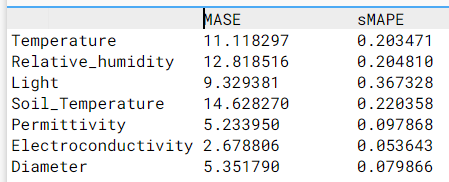 MASE sMAPE
Temperature 11.118297 0.203471
Relative_humidity 12.818516 0.204810
Light 9.329381 0.367328
Soil_Temperature 14.628270 0.220358
Permittivity 5.233950 0.097868
Electroconductivity 2.678806 0.053643
Diameter 5.351790 0.079866